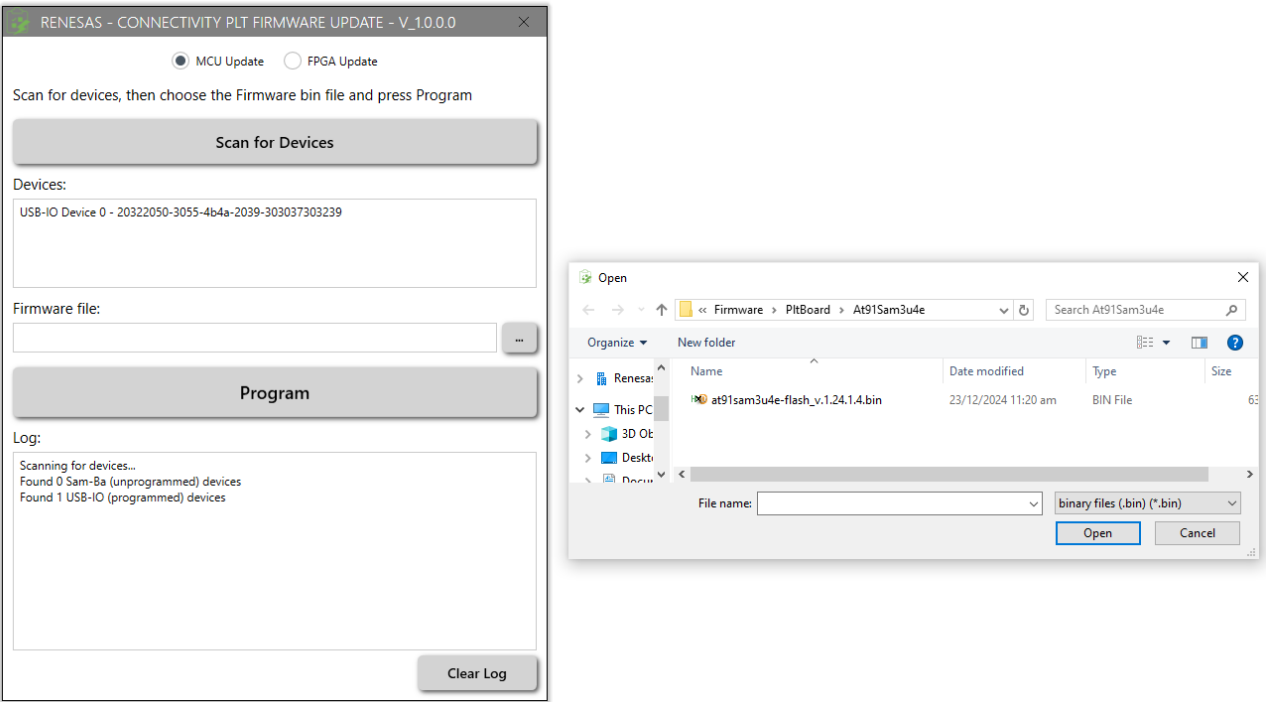 RENESAS - CONNECTIVITY PLT FIRMWARE UPDATE - V_1.0.0.0
MCU Update FPGA Update
Scan for devices, then choose the Firmware bin file and press Program
Scan for Devices
Devices:
USB-IO Device 0 - 20322050-3055-4b4a-2039-303037303239
Firmware file:
...
Program
Log:
Scanning for devices...
Found 0 Sam-Ba (unprogrammed) devices
Found 1 USB-IO (programmed) devices
Clear Log
Open
« Firmware > PltBoard > At91Sam3u4e
Search At91Sam3u4e
Organize New folder
Renesas
This PC
3D Ob
Deskt
Docu
Name Date modified Type Size
at91sam3u4e-flash_v.1.24.1.4.bin 23/12/2024 11:20 am BIN File 63
File name:
binary files (.bin) (*.bin)
Open Cancel